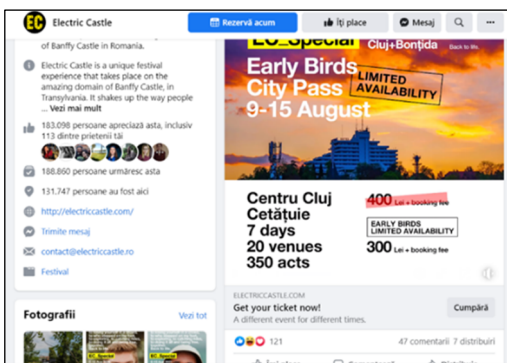 EC
Electric Castle
Rezervă acum
Îți place
Mesaj
of Banffy Castle in Romania.
Electric Castle is a unique festival
experience that takes place on the
amazing domain of Banffy Castle, in
Transylvania. It shakes up the way people
... Vezi mai mult
183.098 persoane apreciază asta, inclusiv
113 dintre prietenii tăi
188.860 persoane urmăresc asta
131.747 persoane au fost aici
http://electriccastle.com/
Trimite mesaj
contact@electriccastle.ro
Festival
Fotografii
Vezi tot
EC_Special
Cluj+Bonțida
Back to life.
Early Birds
City Pass
9-15 August
LIMITED
AVAILABILITY
Centru Cluj
Cetățuie
7 days
20 venues
350 acts
400 Lei + booking fee
EARLY BIRDS
LIMITED AVAILABILITY
300 Lei + booking fee
ELECTRICCASTLE.COM
Get your ticket now!
A different event for different times.
Cumpără
121
47 comentarii 7 distribuiri